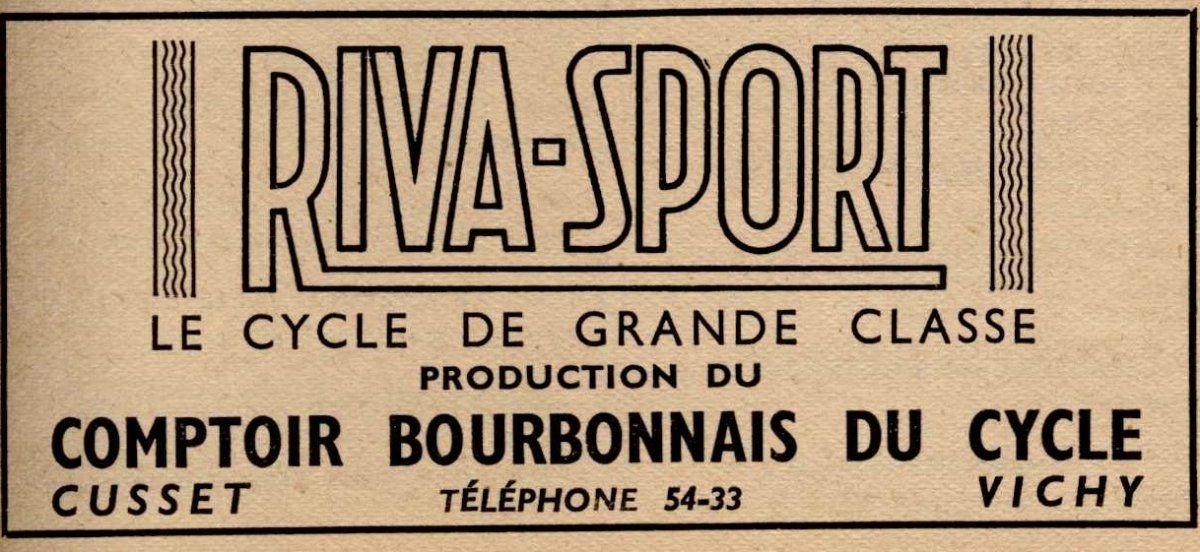 RIVA-SPORT
LE CYCLE DE GRANDE CLASSE
PRODUCTION DU
COMPTOIR BOURBONNAIS DU CYCLE
CUSSET TÉLÉPHONE 54-33 VICHY